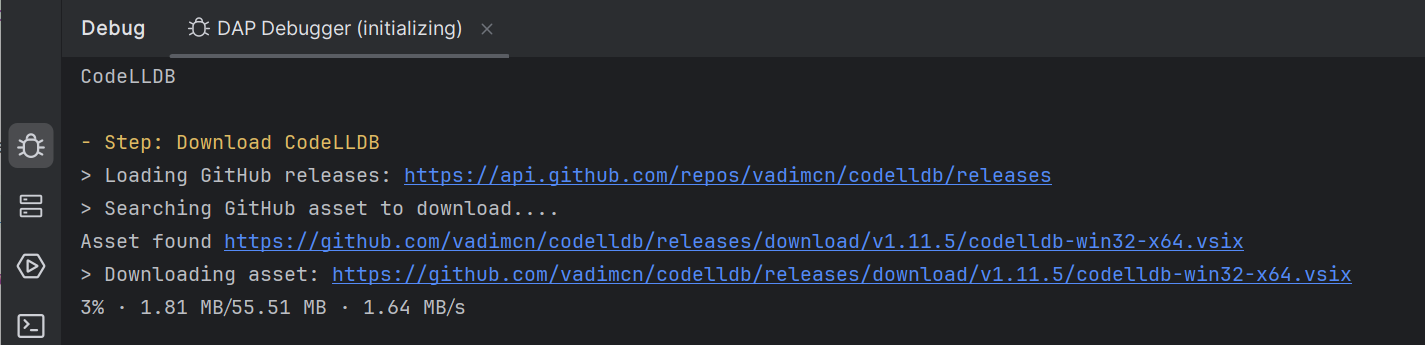 Debug
DAP Debugger (initializing)
CodeLLDB
- Step: Download CodeLLDB
> Loading GitHub releases: https://api.github.com/repos/vadimcn/codelldb/releases
> Searching GitHub asset to download....
Asset found https://github.com/vadimcn/codelldb/releases/download/v1.11.5/codelldb-win32-x64.vsix
> Downloading asset: https://github.com/vadimcn/codelldb/releases/download/v1.11.5/codelldb-win32-x64.vsix
3% · 1.81 MB/55.51 MB · 1.64 MB/s